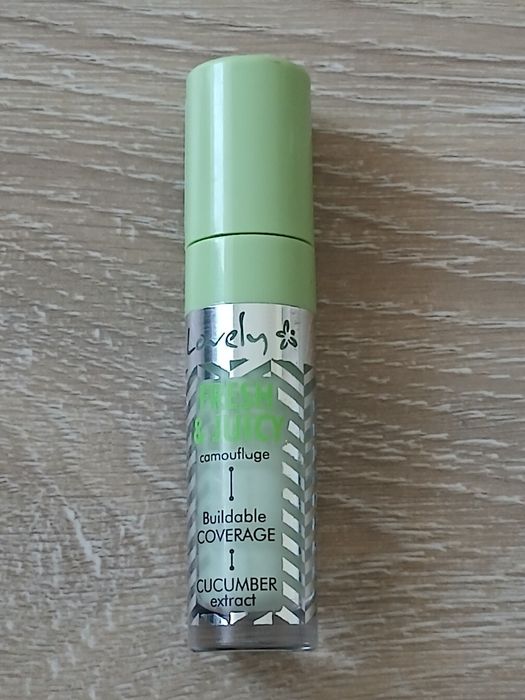 Lovely
FRESH
& JUICY
camoufluge
Buildable
COVERAGE
CUCUMBER
extract